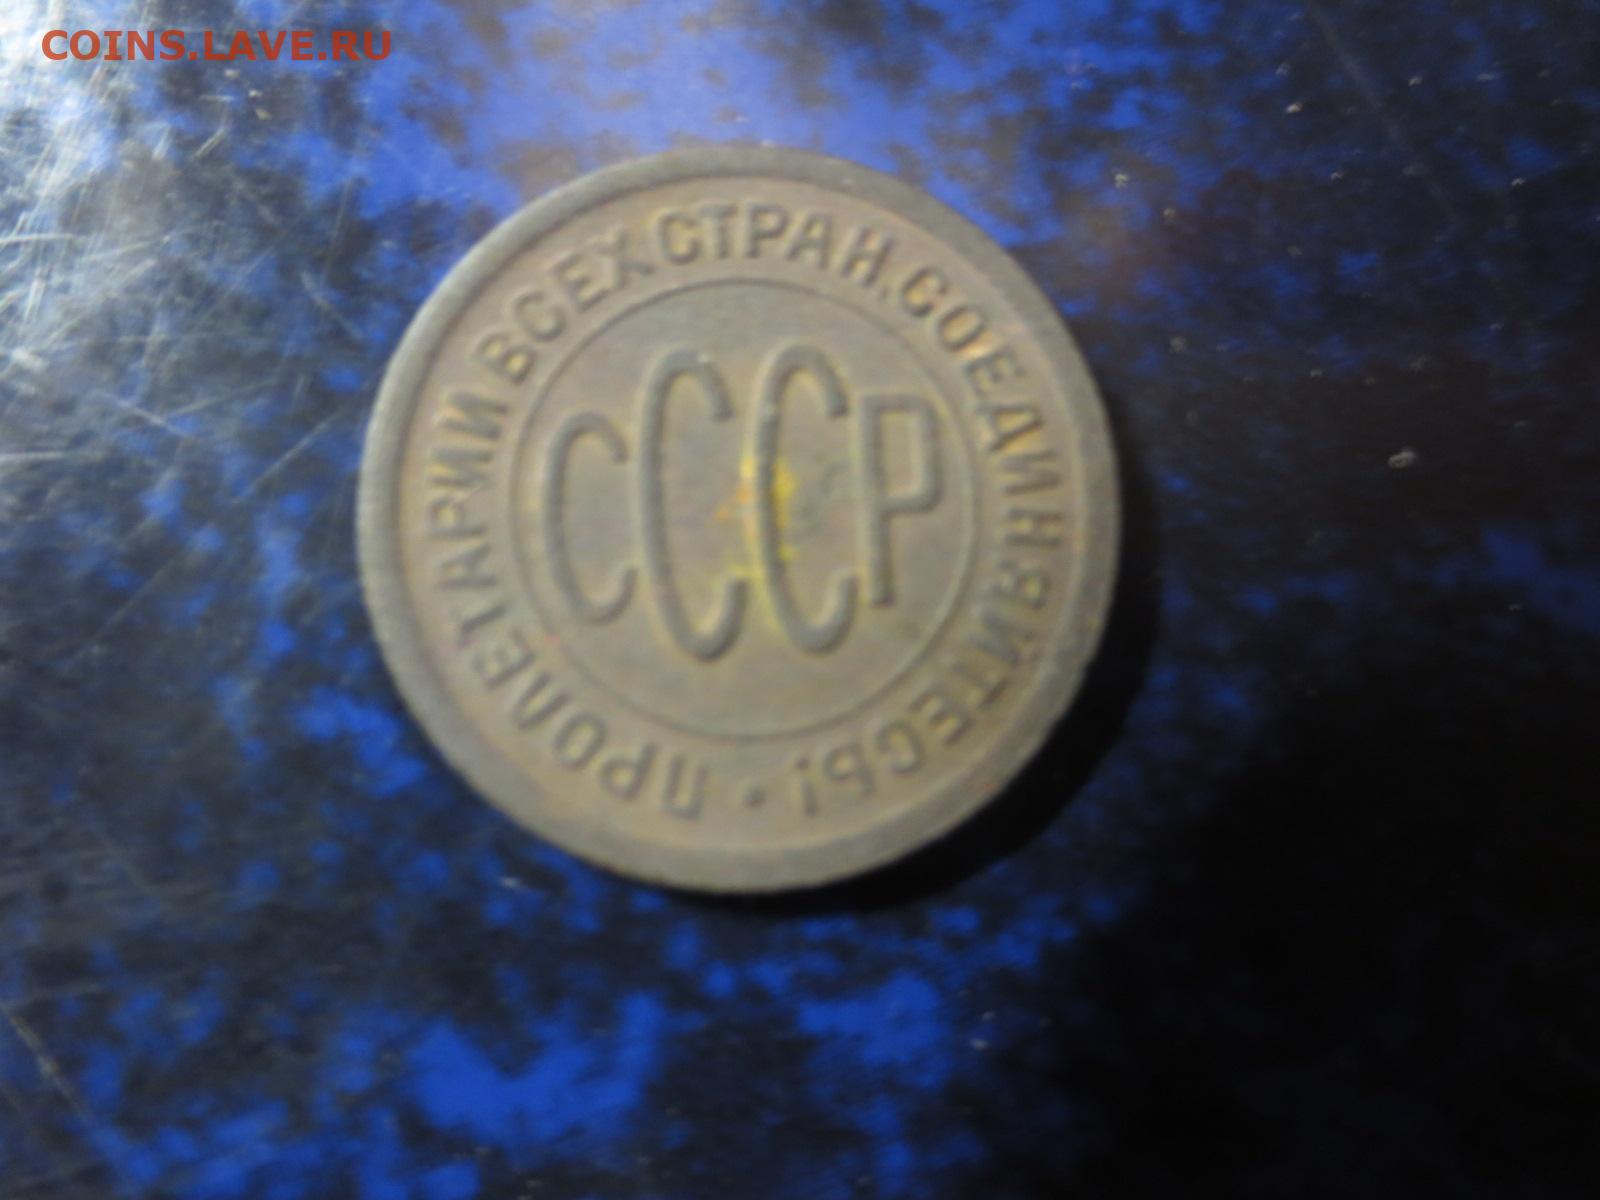 COINS.LAVE.RU
ПРОЛЕТАРИИ ВСЕХ СТРАН, СОЕДИНЯЙТЕСЬ! •
СССР